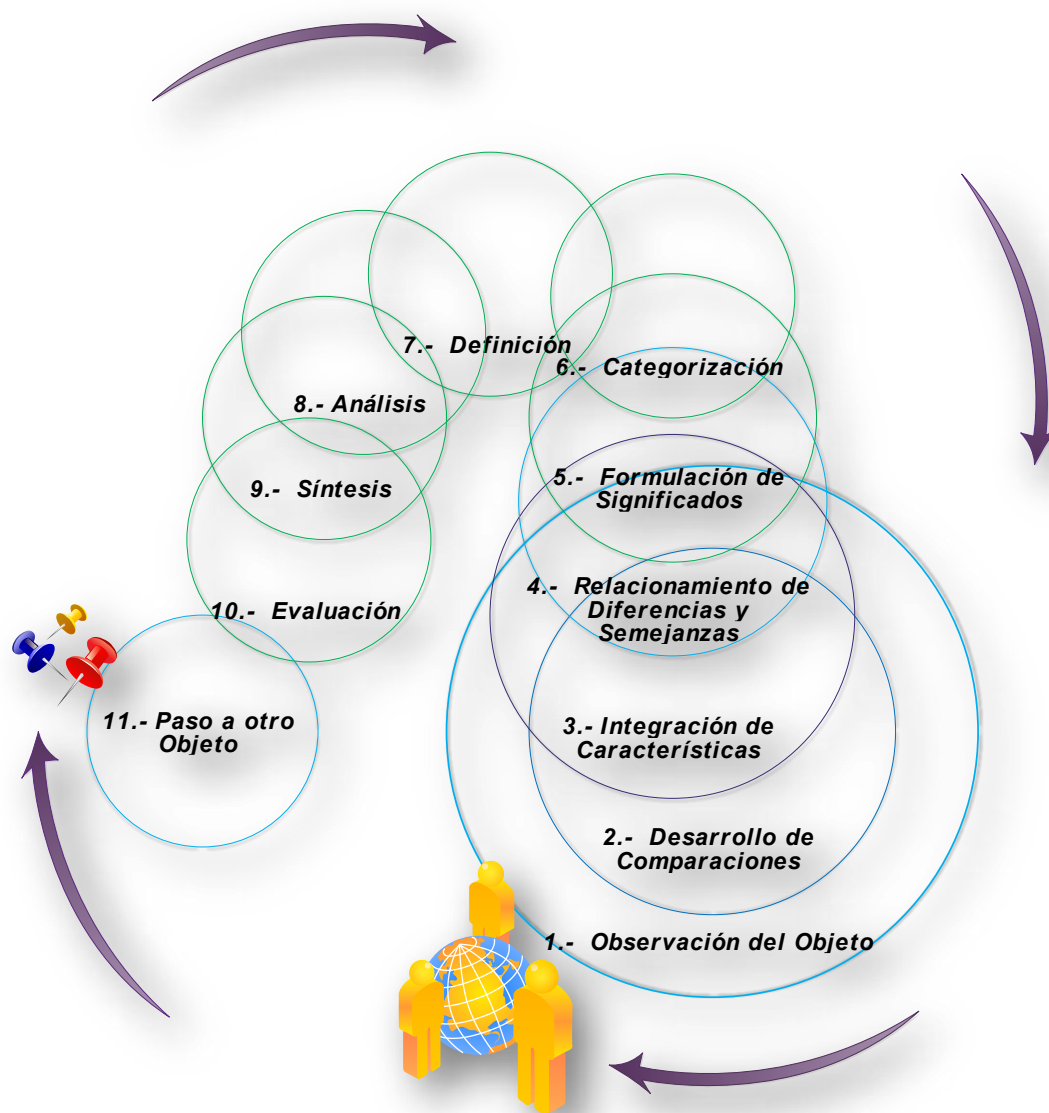 7.- Definición
6.- Categorización
8.- Análisis
5.- Formulación de
Significados
9.- Síntesis
4.- Relacionamiento de
Diferencias y
Semejanzas
10.- Evaluación
11.- Paso a otro
Objeto
3.- Integración de
Característícas
2.- Desarrollo de
Comparaciones
1.- Observación del Objeto